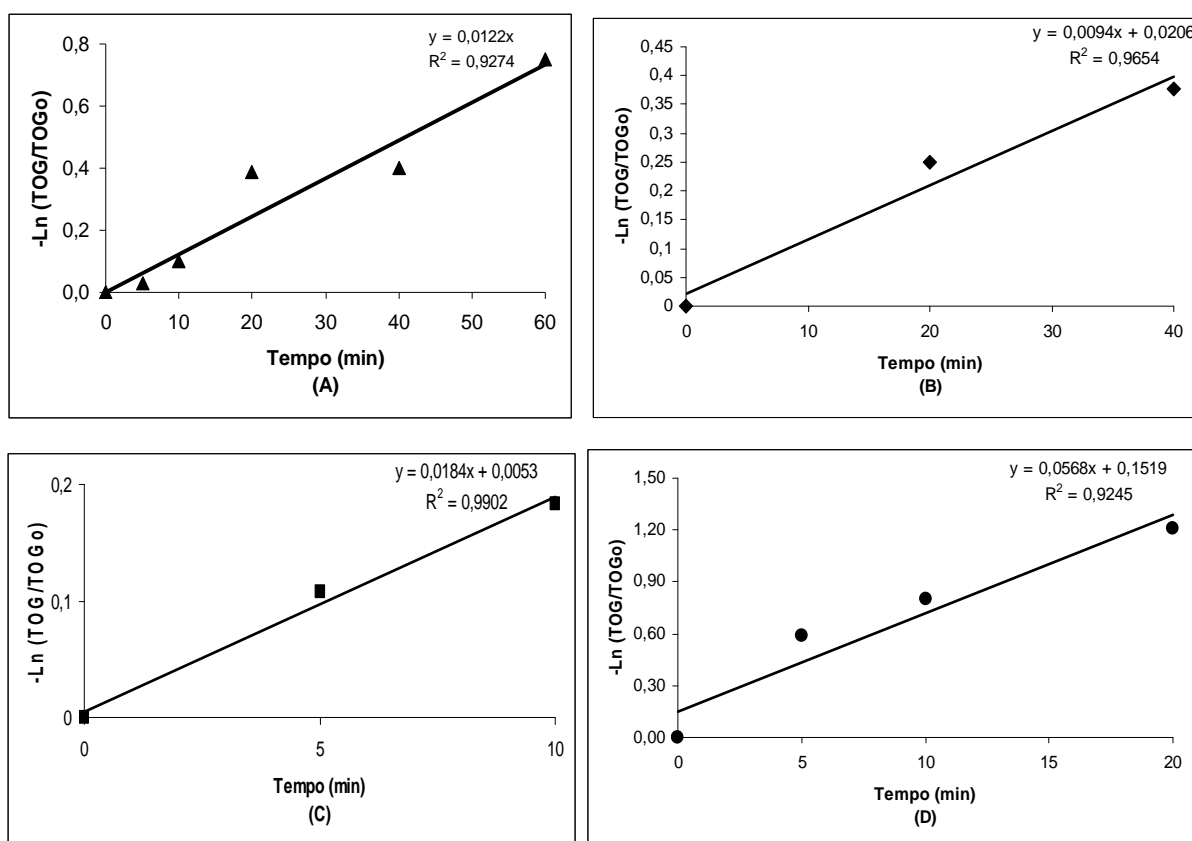 y = 0,0122x
R² = 0,9274
0,8
0,6
0,4
0,2
0,0
-Ln (TOG/TOGo)
0 10 20 30 40 50 60
Tempo (min)
(A)
y = 0,0094x + 0,0206
R² = 0,9654
0,45
0,4
0,35
0,3
0,25
0,2
0,15
0,1
0,05
0
-Ln (TOG/TOGo)
0 10 20 30 40
Tempo (min)
(B)
y = 0,0184x + 0,0053
R² = 0,9902
0,2
0,1
0
-Ln (TOG/TOGo)
0 5 10
Tempo (min)
(C)
y = 0,0568x + 0,1519
R² = 0,9245
1,50
1,20
0,90
0,60
0,30
0,00
-Ln (TOG/TOGo)
0 5 10 15 20
Tempo (min)
(D)